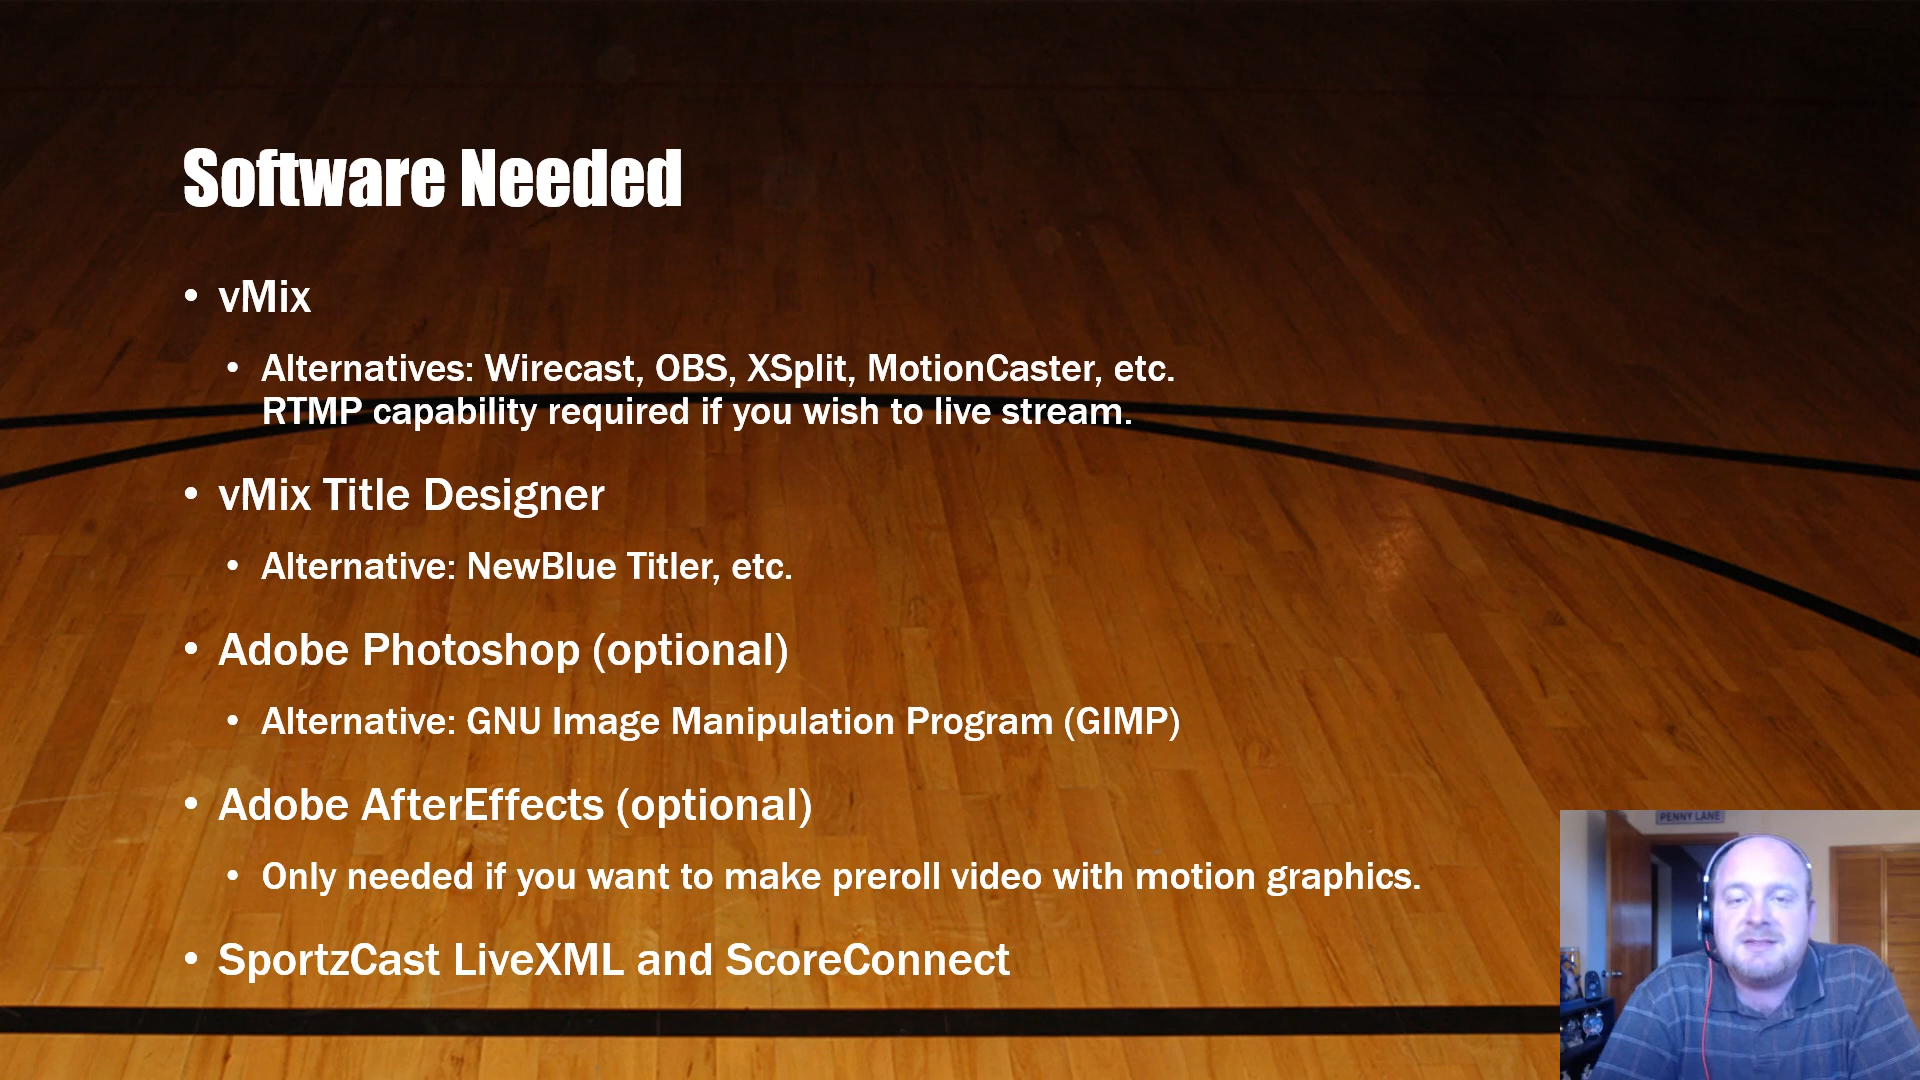 Software Needed
• vMix
• Alternatives: Wirecast, OBS, XSplit, MotionCaster, etc.
RTMP capability required if you wish to live stream.
• vMix Title Designer
• Alternative: NewBlue Titler, etc.
• Adobe Photoshop (optional)
• Alternative: GNU Image Manipulation Program (GIMP)
• Adobe AfterEffects (optional)
• Only needed if you want to make preroll video with motion graphics.
• SportzCast LiveXML and ScoreConnect
PENNY LANE